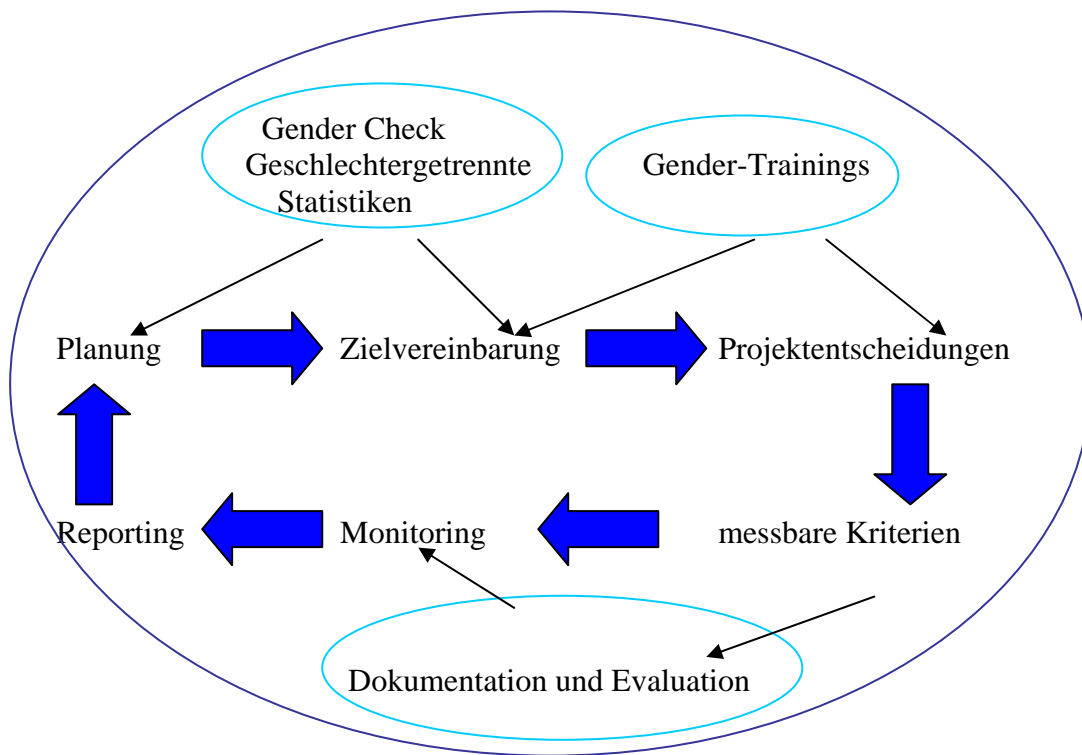 Gender Check
Geschlechtergetrennte
Statistiken
Gender-Trainings
Planung
Zielvereinbarung
Projektentscheidungen
Reporting
Monitoring
messbare Kriterien
Dokumentation und Evaluation